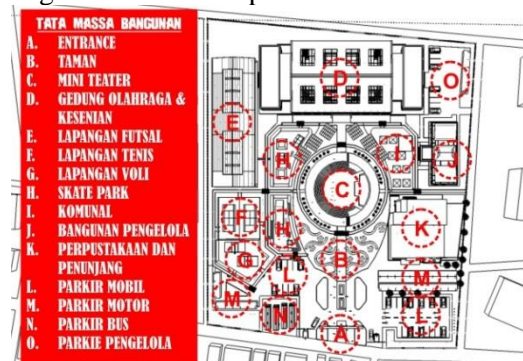 TATA MASSA BANGUNAN
A. ENTRANCE
B. TAMAN
C. MINI TEATER
D. GEDUNG OLAHRAGA &
KESENIAN
E. LAPANGAN FUTSAL
F. LAPANGAN TENIS
G. LAPANGAN VOLI
H. SKATE PARK
I. KOMUNAL
J. BANGUNAN PENGELOLA
K. PERPUSTAKAAN DAN
PENUNJANG
L. PARKIR MOBIL
M. PARKIR MOTOR
N. PARKIR BUS
O. PARKIE PENGELOLA
D
O
E
H
I
J
C
F
H
K
G
B
L
M
M
N
L
A